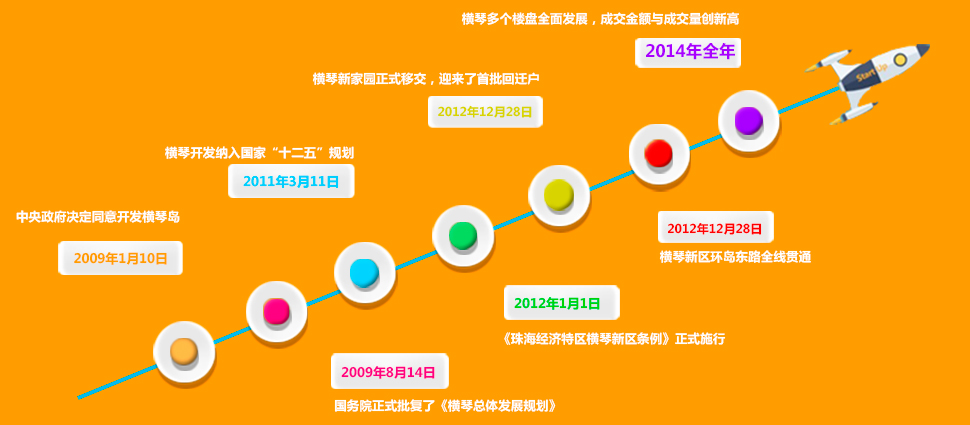 横琴多个楼盘全面发展，成交金额与成交量创新高
2014年全年
Start Up
横琴新家园正式移交，迎来了首批回迁户
2012年12月28日
横琴开发纳入国家“十二五”规划
2011年3月11日
中央政府决定同意开发横琴岛
2009年1月10日
2012年12月28日
横琴新区环岛东路全线贯通
2012年1月1日
《珠海经济特区横琴新区条例》正式施行
2009年8月14日
国务院正式批复了《横琴总体发展规划》